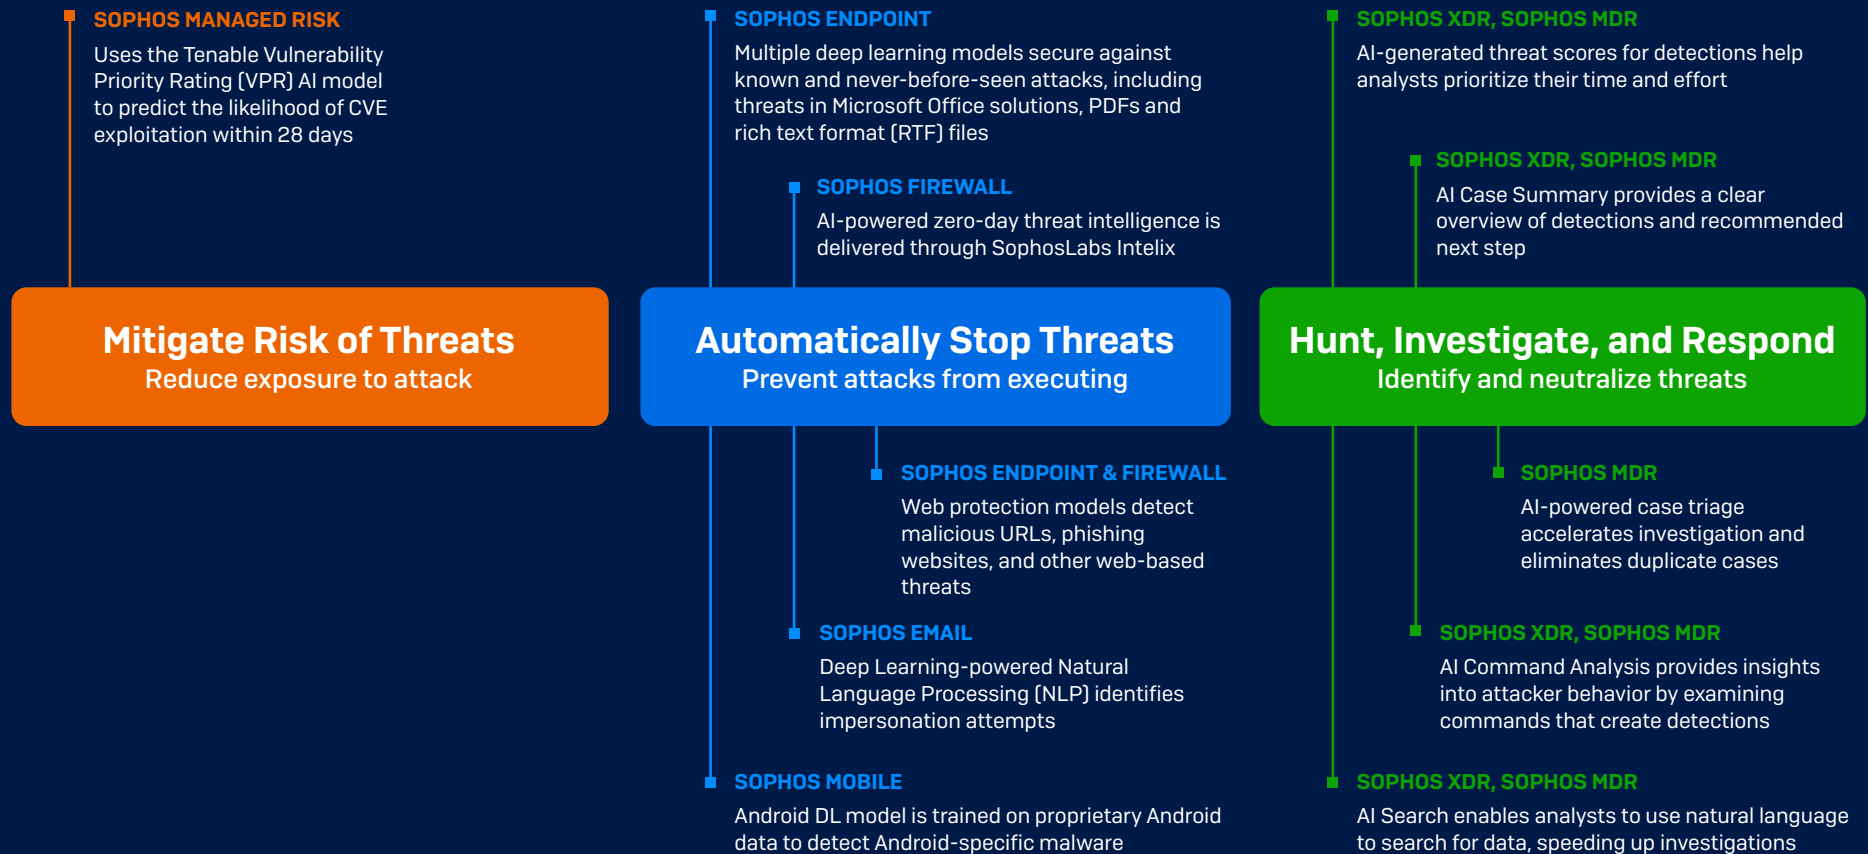 SOPHOS MANAGED RISK
Uses the Tenable Vulnerability
Priority Rating (VPR) AI model
to predict the likelihood of CVE
exploitation within 28 days
Mitigate Risk of Threats
Reduce exposure to attack
SOPHOS ENDPOINT
Multiple deep learning models secure against
known and never-before-seen attacks, including
threats in Microsoft Office solutions, PDFs and
rich text format (RTF) files
SOPHOS FIREWALL
AI-powered zero-day threat intelligence is
delivered through SophosLabs Intelix
Automatically Stop Threats
Prevent attacks from executing
SOPHOS ENDPOINT & FIREWALL
Web protection models detect
malicious URLs, phishing
websites, and other web-based
threats
SOPHOS EMAIL
Deep Learning-powered Natural
Language Processing (NLP) identifies
impersonation attempts
SOPHOS MOBILE
Android DL model is trained on proprietary Android
data to detect Android-specific malware
SOPHOS XDR, SOPHOS MDR
AI-generated threat scores for detections help
analysts prioritize their time and effort
SOPHOS XDR, SOPHOS MDR
AI Case Summary provides a clear
overview of detections and recommended
next step
Hunt, Investigate, and Respond
Identify and neutralize threats
SOPHOS MDR
AI-powered case triage
accelerates investigation and
eliminates duplicate cases
SOPHOS XDR, SOPHOS MDR
AI Command Analysis provides insights
into attacker behavior by examining
commands that create detections
SOPHOS XDR, SOPHOS MDR
AI Search enables analysts to use natural language
to search for data, speeding up investigations